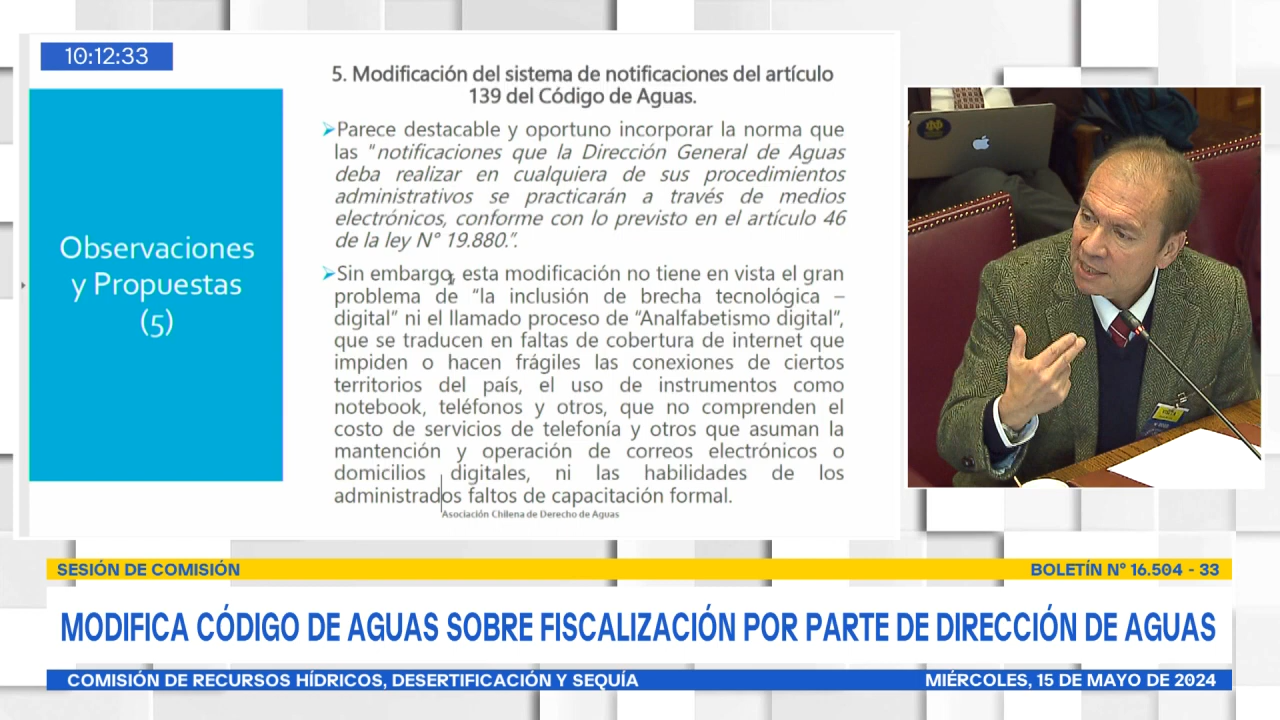 10:12:33
Observaciones
y Propuestas
(5)
5. Modificación del sistema de notificaciones del artículo
139 del Código de Aguas.
➢Parece destacable y oportuno incorporar la norma que
las "notificaciones que la Dirección General de Aguas
deba realizar en cualquiera de sus procedimientos
administrativos se practicarán a través de medios
electrónicos, conforme con lo previsto en el artículo 46
de la ley N° 19.880.".
➢Sin embargo, esta modificación no tiene en vista el gran
problema de "la inclusión de brecha tecnológica –
digital" ni el llamado proceso de "Analfabetismo digital",
que se traducen en faltas de cobertura de internet que
impiden o hacen frágiles las conexiones de ciertos
territorios del país, el uso de instrumentos como
notebook, teléfonos y otros, que no comprenden el
costo de servicios de telefonía y otros que asuman la
mantención y operación de correos electrónicos o
domicilios digitales, ni las habilidades de los
administrados faltos de capacitación formal.
Asociación Chilena de Derecho de Aguas
SESIÓN DE COMISIÓN
BOLETÍN N° 16.504 - 33
MODIFICA CÓDIGO DE AGUAS SOBRE FISCALIZACIÓN POR PARTE DE DIRECCIÓN DE AGUAS
COMISIÓN DE RECURSOS HÍDRICOS, DESERTIFICACIÓN Y SEQUÍA
MIÉRCOLES, 15 DE MAYO DE 2024